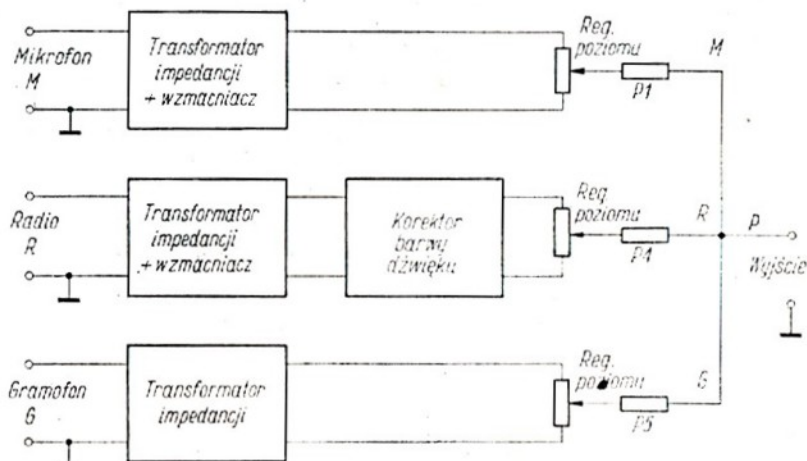 Mikrofon
M
Transformator
impedancji
+ wzmacniacz
Reg.
poziomu
P1
M
Radio
R
Transformator
impedancji
+ wzmacniacz
Korektor
barwy
dźwięku
Reg.
poziomu
P4
R
P
Wyjście
Gramofon
G
Transformator
impedancji
Reg.
poziomu
P5
G